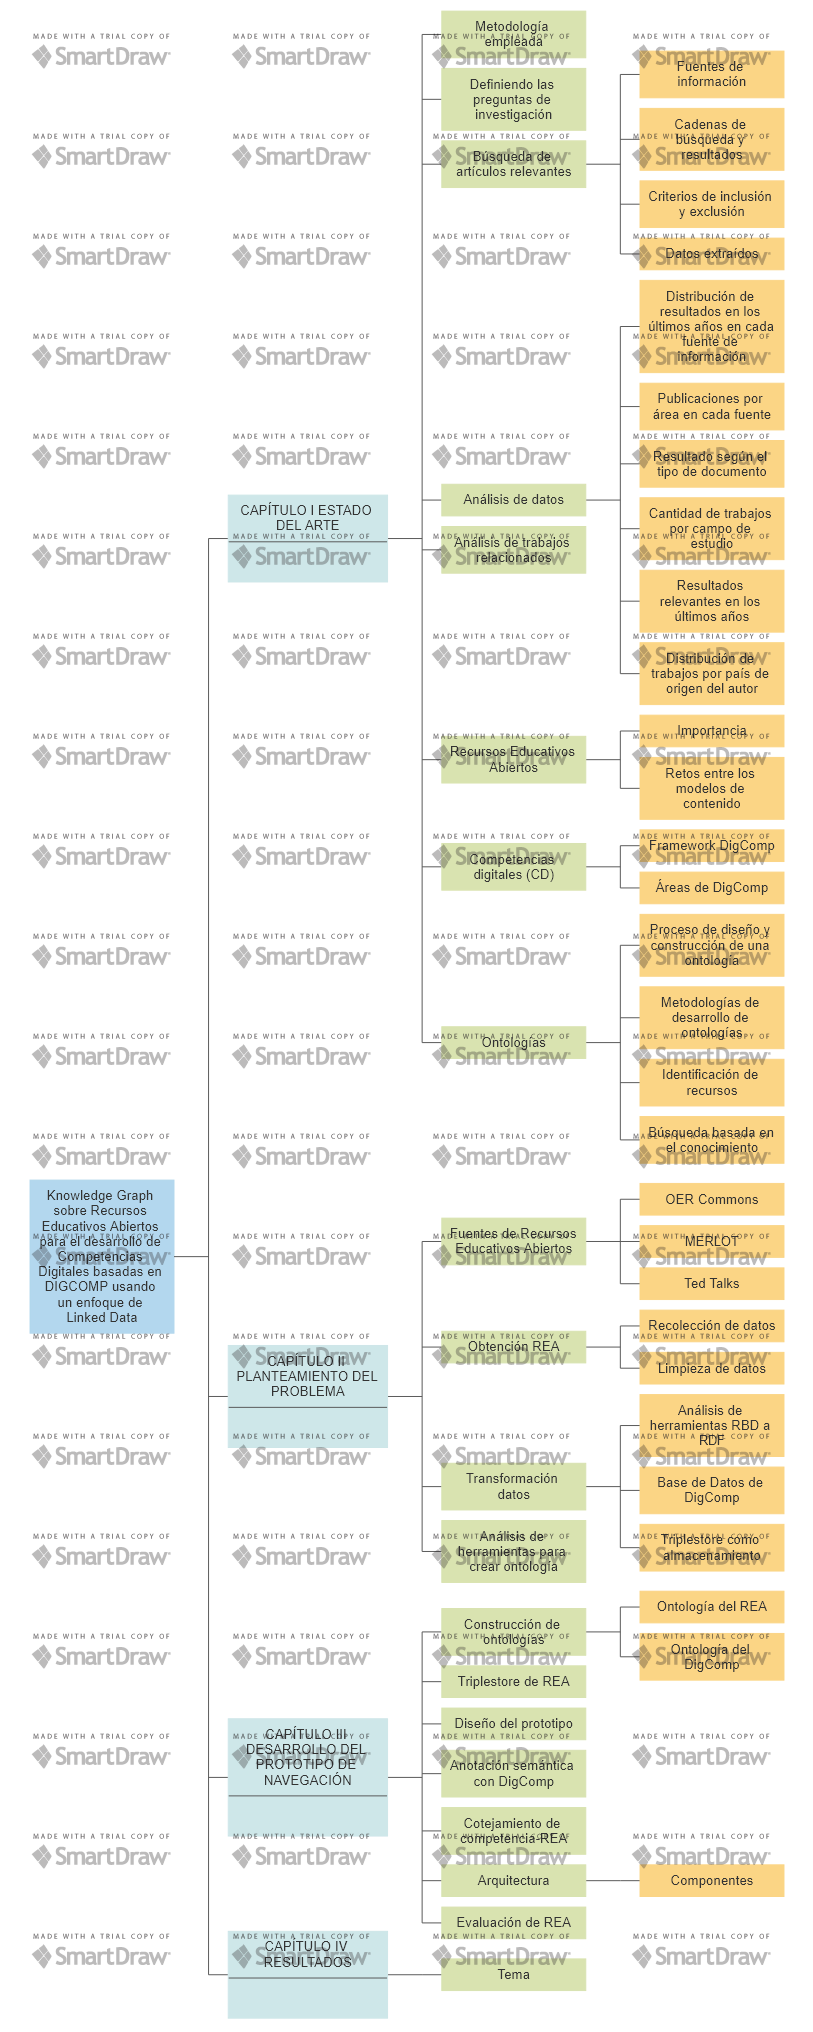 Knowledge Graph
sobre Recursos
Educativos Abiertos
para el desarrollo de
Competencias
Digitales basadas en
DIGCOMP usando
un enfoque de
Linked Data
CAPÍTULO I ESTADO
DEL ARTE
Metodología
empleada
Definiendo las
preguntas de
investigación
Búsqueda de
artículos relevantes
Fuentes de
información
Cadenas de
búsqueda y
resultados
Criterios de inclusión
y exclusión
Datos extraídos
Análisis de datos
Distribución de
resultados en los
últimos años en cada
fuente de
información
Publicaciones por
área en cada fuente
Resultado según el
tipo de documento
Cantidad de trabajos
por campo de
estudio
Resultados
relevantes en los
últimos años
Distribución de
trabajos por país de
origen del autor
Análisis de trabajos
relacionados
Recursos Educativos
Abiertos
Importancia
Retos entre los
modelos de
contenido
Competencias
digitales (CD)
Framework DigComp
Áreas de DigComp
Ontologías
Proceso de diseño y
construcción de una
ontología
Metodologías de
desarrollo de
ontologías
Identificación de
recursos
Búsqueda basada en
el conocimiento
CAPÍTULO II
PLANTEAMIENTO DEL
PROBLEMA
Fuentes de Recursos
Educativos Abiertos
OER Commons
MERLOT
Ted Talks
Obtención REA
Recolección de datos
Limpieza de datos
Transformación
datos
Análisis de
herramientas RBD a
RDF
Base de Datos de
DigComp
Triplestore como
almacenamiento
Análisis de
herramientas para
crear ontología
CAPÍTULO III
DESARROLLO DEL
PROTOTIPO DE
NAVEGACIÓN
Construcción de
ontologías
Ontología del REA
Ontología del
DigComp
Triplestore de REA
Diseño del prototipo
Anotación semántica
con DigComp
Cotejamiento de
competencia-REA
Arquitectura
Componentes
Evaluación de REA
CAPÍTULO IV
RESULTADOS
Tema
MADE WITH A TRIAL COPY OF
SmartDraw